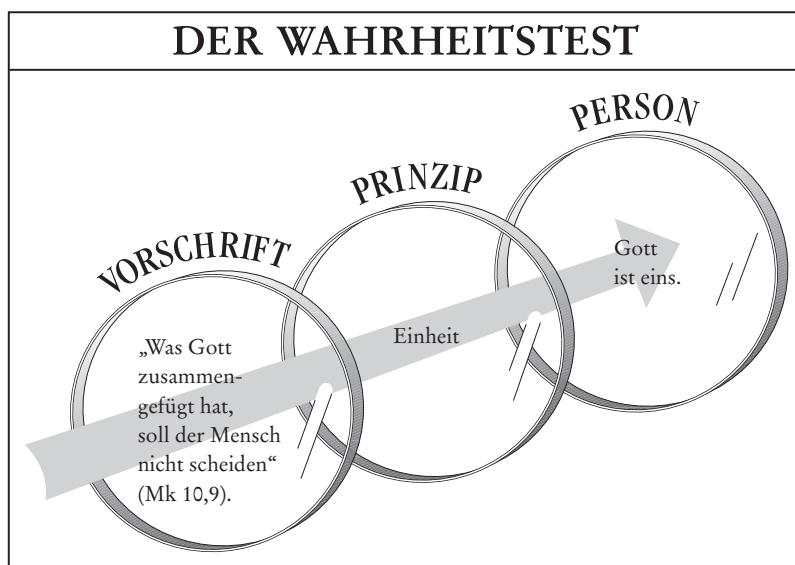 DER WAHRHEITSTEST
VORSCHRIFT
„Was Gott
zusammen-
gefügt hat,
soll der Mensch
nicht scheiden“
(Mk 10,9).
PRINZIP
Einheit
PERSON
Gott
ist eins.